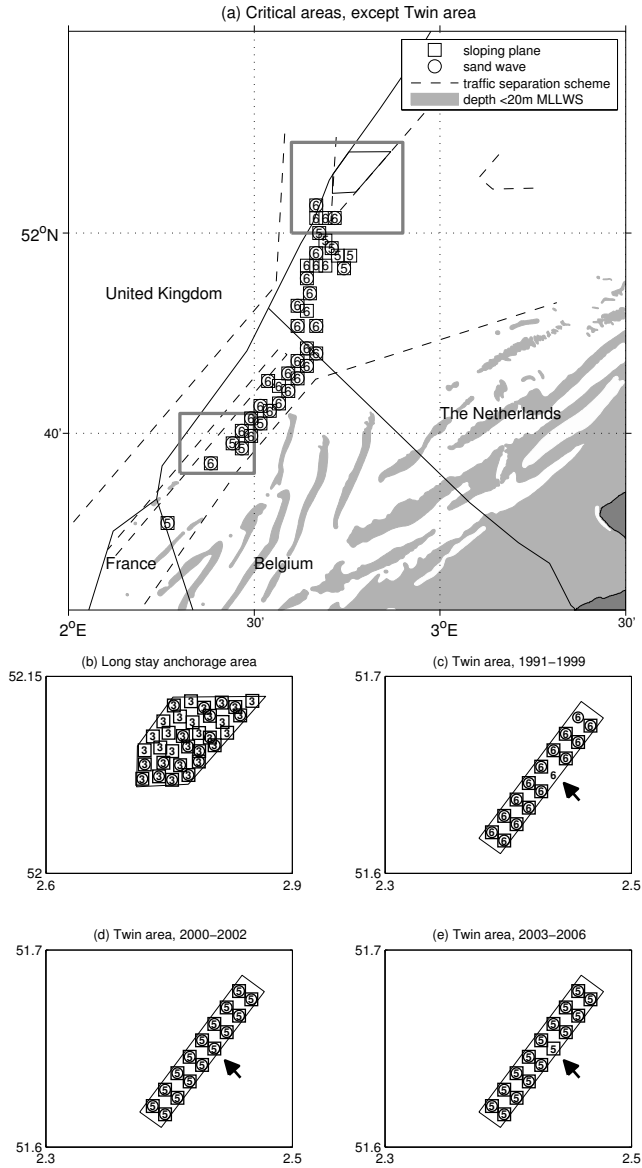 (a) Critical areas, except Twin area
sloping plane
sand wave
traffic separation scheme
depth <20m MLLWS
52°N
United Kingdom
The Netherlands
40'
France
Belgium
2°E
30'
3°E
30'
(b) Long stay anchorage area
52.15
52
2.6
2.9
(c) Twin area, 1991−1999
51.7
51.6
2.3
2.5
(d) Twin area, 2000−2002
51.7
51.6
2.3
2.5
(e) Twin area, 2003−2006
51.7
51.6
2.3
2.5